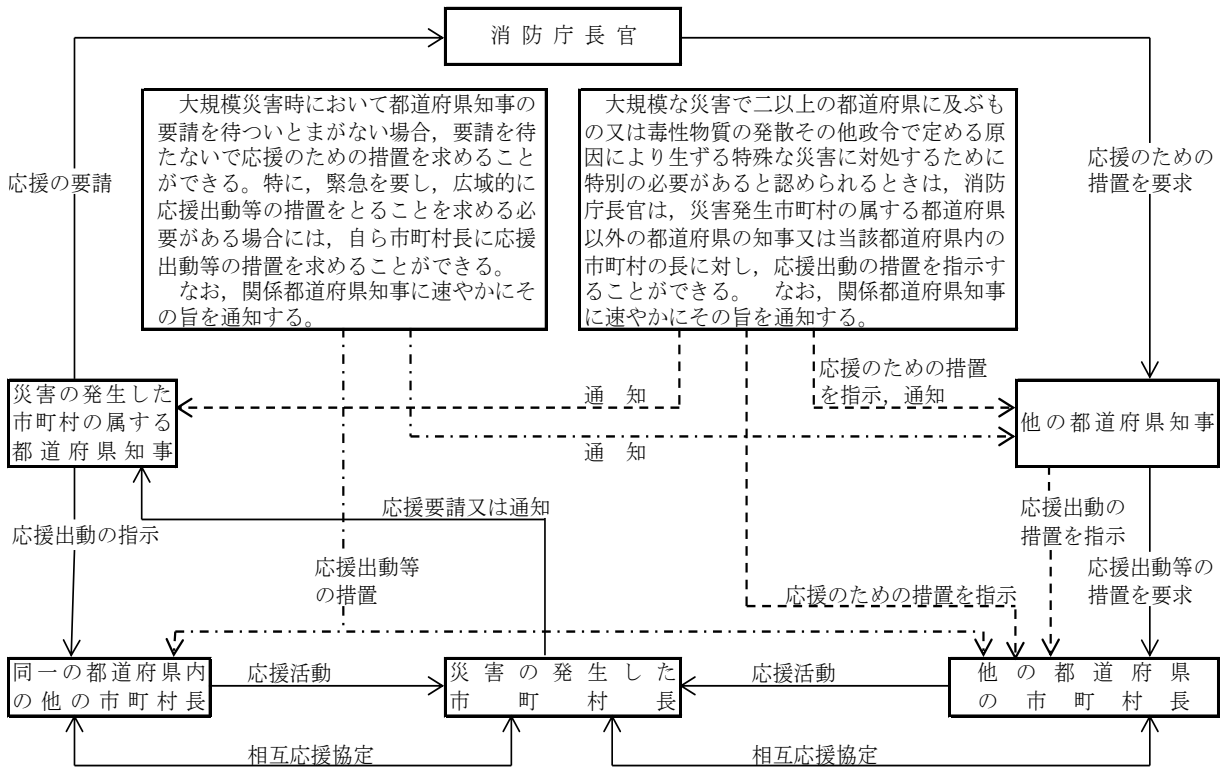 消防庁長官
大規模災害時において都道府県知事の
要請を待ついとまがない場合，要請を待
たないで応援のための措置を求めること
ができる。特に，緊急を要し，広域的に
応援出動等の措置をとることを求める必
要がある場合には，自ら市町村長に応援
出動等の措置を求めることができる。
なお，関係都道府県知事に速やかにそ
の旨を通知する。
大規模な災害で二以上の都道府県に及ぶも
の又は毒性物質の発散その他政令で定める原
因により生ずる特殊な災害に対処するために
特別の必要があると認められるときは，消防
庁長官は，災害発生市町村の属する都道府県
以外の都道府県の知事又は当該都道府県内の
市町村の長に対し，応援出動の措置を指示す
ることができる。　なお，関係都道府県知事
に速やかにその旨を通知する。
応援の要請
応援のための
措置を要求
災害の発生した
市町村の属する
都道府県知事
通　知
応援のための措置
を指示，通知
他の都道府県知事
通　知
応援要請又は通知
応援出動の指示
応援出動の
措置を指示
応援出動等
の措置
応援のための措置を指示
応援出動等の
措置を要求
同一の都道府県内
の他の市町村長
応援活動
災害の発生した
市町村長
応援活動
他の都道府県
の市町村長
相互応援協定
相互応援協定